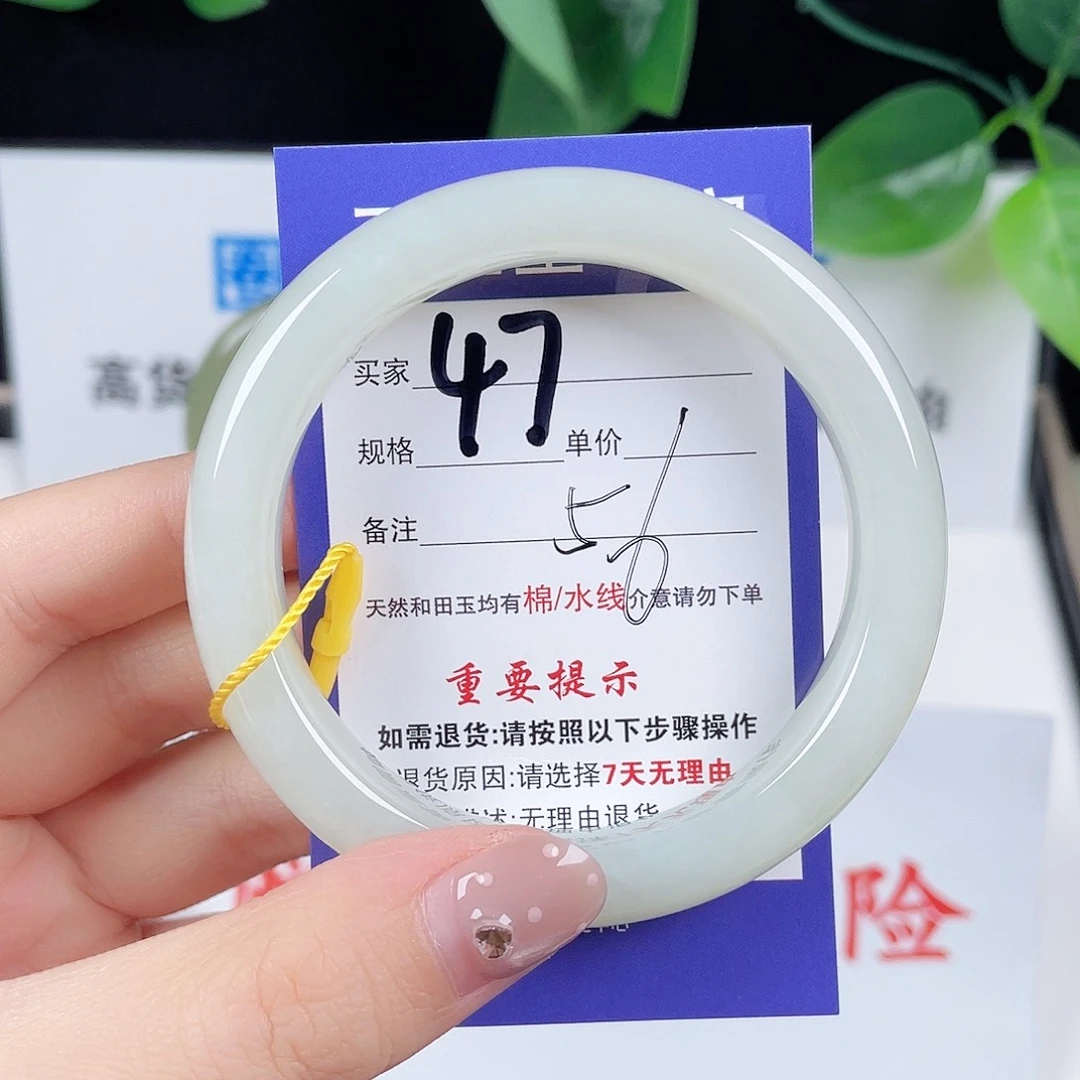 高货
买家 47
规格 单价
备注 56
天然和田玉均有棉/水线介意请勿下单
重要提示
如需退货:请按照以下步骤操作
退货原因:请选择7天无理由
述:无理由退货
险